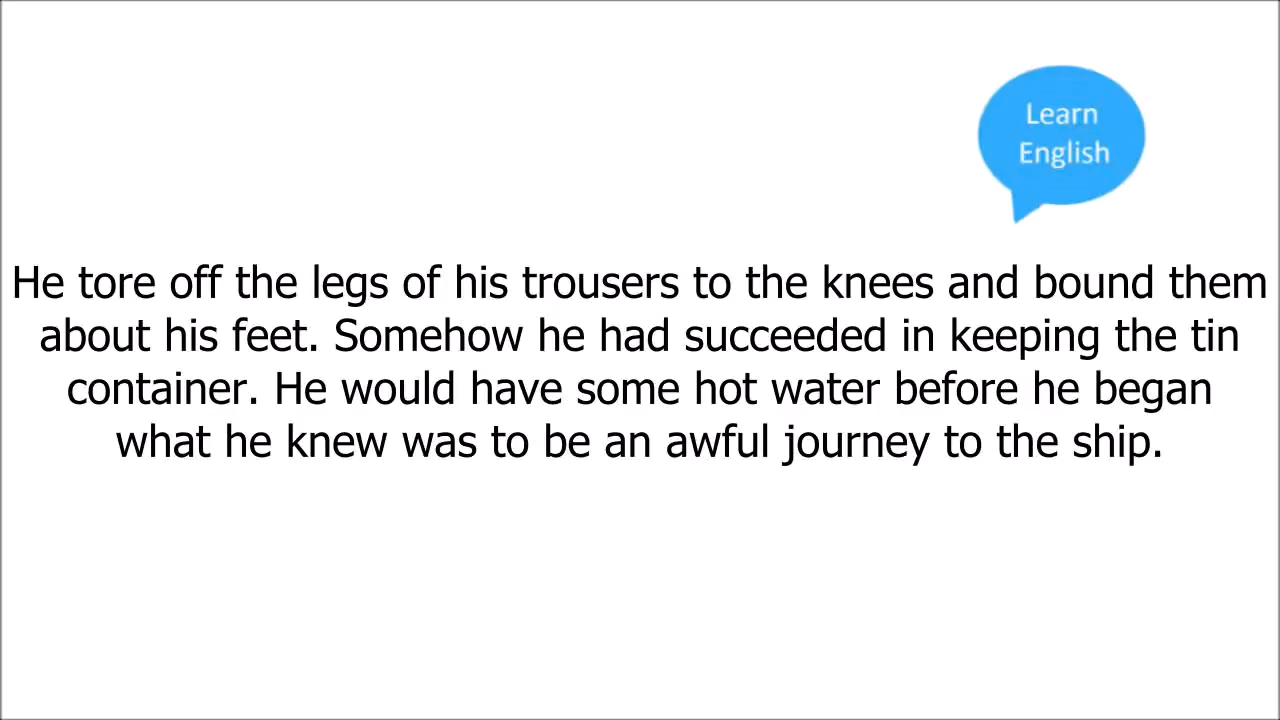 Learn
English
He tore off the legs of his trousers to the knees and bound them
about his feet. Somehow he had succeeded in keeping the tin
container. He would have some hot water before he began
what he knew was to be an awful journey to the ship.